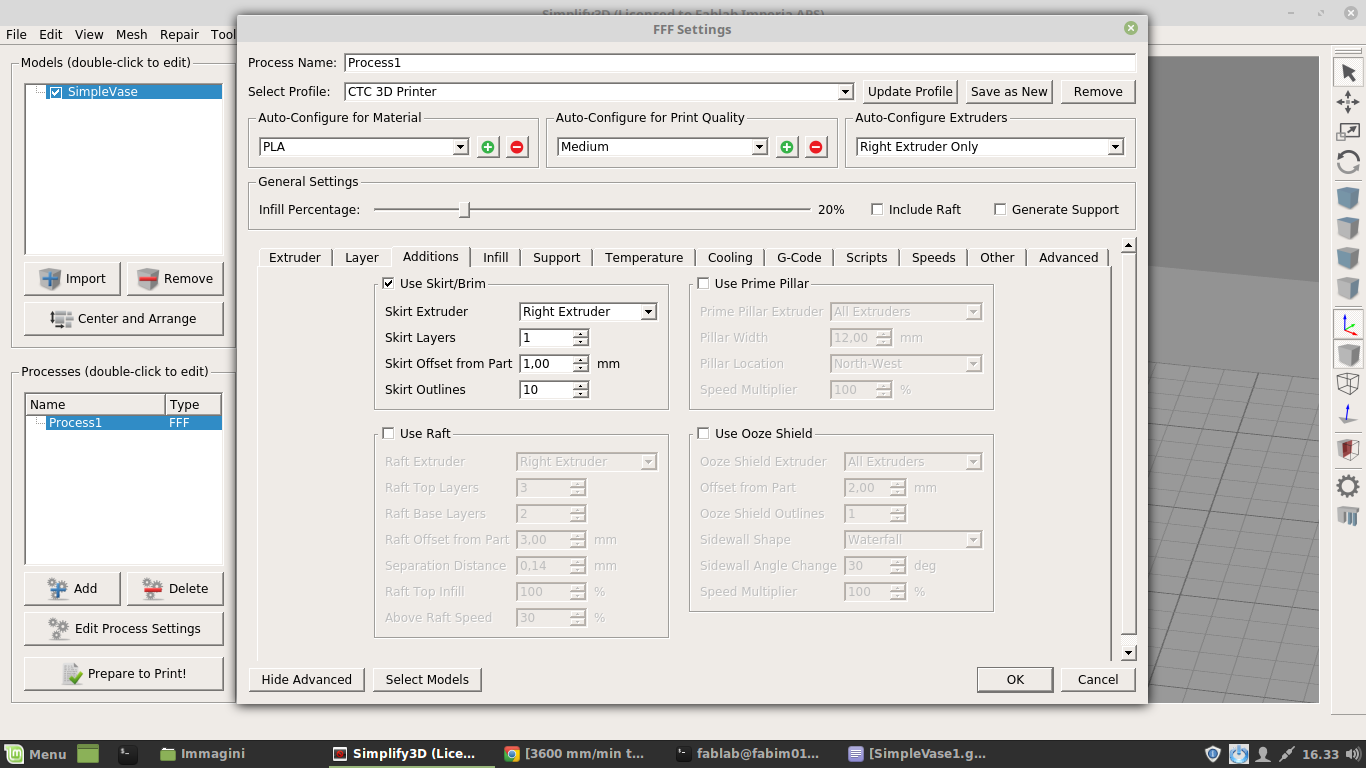 Simplify3D (Licensed to Fablab Imperia APS)
File Edit View Mesh Repair Tool
Models (double-click to edit)
SimpleVase
Import Remove
Center and Arrange
Processes (double-click to edit)
Name Type
Process1 FFF
Add Delete
Edit Process Settings
Prepare to Print!
FFF Settings
Process Name: Process1
Select Profile: CTC 3D Printer Update Profile Save as New Remove
Auto-Configure for Material Auto-Configure for Print Quality Auto-Configure Extruders
PLA Medium Right Extruder Only
General Settings
Infill Percentage: 20% Include Raft Generate Support
Extruder Layer Additions Infill Support Temperature Cooling G-Code Scripts Speeds Other Advanced
Use Skirt/Brim
Skirt Extruder Right Extruder
Skirt Layers 1
Skirt Offset from Part 1,00 mm
Skirt Outlines 10
Use Prime Pillar
Prime Pillar Extruder All Extruders
Pillar Width 12,00 mm
Pillar Location North-West
Speed Multiplier 100 %
Use Raft
Raft Extruder Right Extruder
Raft Top Layers 3
Raft Base Layers 2
Raft Offset from Part 3,00 mm
Separation Distance 0,14 mm
Raft Top Infill 100 %
Above Raft Speed 30 %
Use Ooze Shield
Ooze Shield Extruder All Extruders
Offset from Part 2,00 mm
Ooze Shield Outlines 1
Sidewall Shape Waterfall
Sidewall Angle Change 30 deg
Speed Multiplier 100 %
Hide Advanced Select Models OK Cancel
Menu Immagini Simplify3D (Lice... [3600 mm/min t... fablab@fabim01... [SimpleVase1.g... 16.33